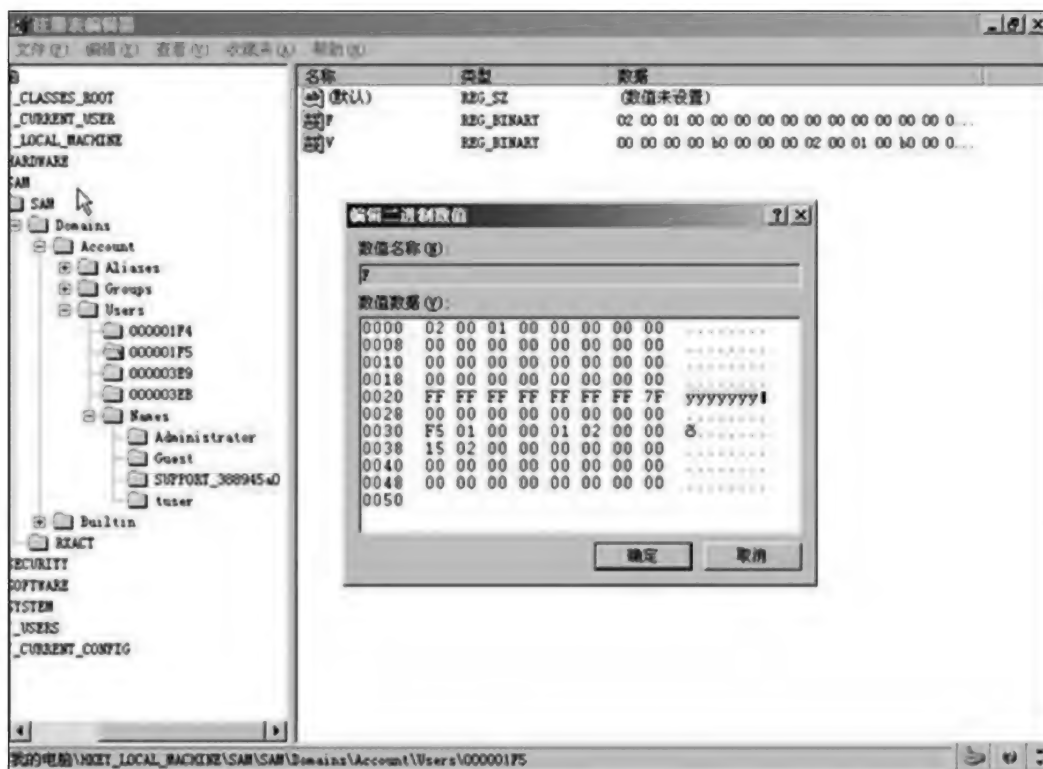 注册表编辑器
文件(F) 编辑(E) 查看(V) 收藏夹(A) 帮助(H)
_CLASSES_ROOT
_CURRENT_USER
_LOCAL_MACHINE
HARDWARE
SAM
SAM
Domains
Account
Aliases
Groups
Users
000001F4
000001F5
000003E9
000003EB
Names
Administrator
Guest
SUPPORT_388945a0
tuser
Builtin
RXACT
SECURITY
SOFTWARE
SYSTEM
_USERS
_CURRENT_CONFIG
名称 类型 数据
(默认) REG_SZ (数值未设置)
F REG_BINARY 02 00 01 00 00 00 00 00 00 00 00 00 00 00 00 0...
V REG_BINARY 00 00 00 00 b0 00 00 00 02 00 01 00 b0 00 0...
编辑二进制数值
数值名称(N):
F
数值数据(V):
0000 02 00 01 00 00 00 00 00 ........
0008 00 00 00 00 00 00 00 00 ........
0010 00 00 00 00 00 00 00 00 ........
0018 00 00 00 00 00 00 00 00 ........
0020 FF FF FF FF FF FF FF 7F yyyyyyy
0028 00 00 00 00 00 00 00 00 ........
0030 F5 01 00 00 01 02 00 00 õ.......
0038 15 02 00 00 00 00 00 00 ........
0040 00 00 00 00 00 00 00 00 ........
0048 00 00 00 00 00 00 00 00 ........
0050
确定 取消
我的电脑\HKEY_LOCAL_MACHINE\SAM\SAM\Domains\Account\Users\000001F5